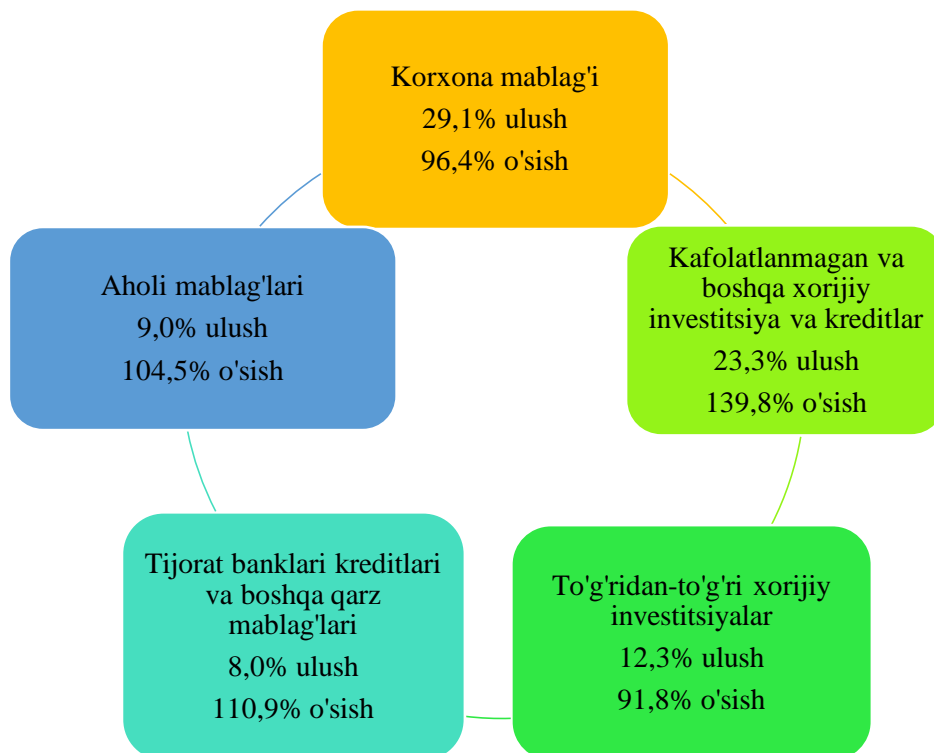 Korxona mablag'i
29,1% ulush
96,4% o'sish
Kafolatlanmagan va
boshqa xorijiy
investitsiya va kreditlar
23,3% ulush
139,8% o'sish
To'g'ridan-to'g'ri xorijiy
investitsiyalar
12,3% ulush
91,8% o'sish
Tijorat banklari kreditlari
va boshqa qarz
mablag'lari
8,0% ulush
110,9% o'sish
Aholi mablag'lari
9,0% ulush
104,5% o'sish